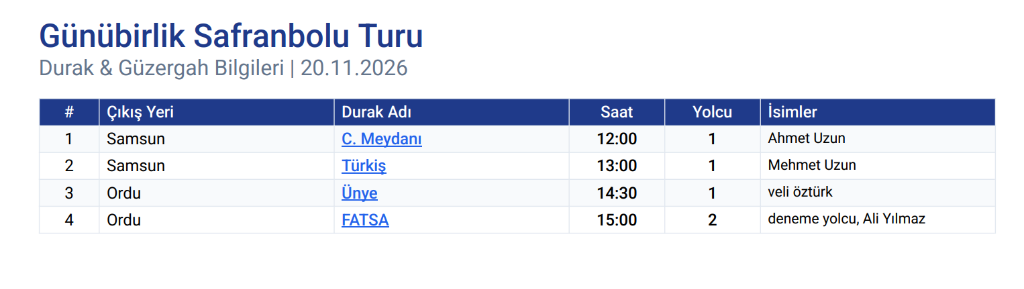 Günübirlik Safranbolu Turu
Durak & Güzergah Bilgileri | 20.11.2026
# Çıkış Yeri Durak Adı Saat Yolcu İsimler
1 Samsun C. Meydanı 12:00 1 Ahmet Uzun
2 Samsun Türkiş 13:00 1 Mehmet Uzun
3 Ordu Ünye 14:30 1 veli öztürk
4 Ordu FATSA 15:00 2 deneme yolcu, Ali Yılmaz